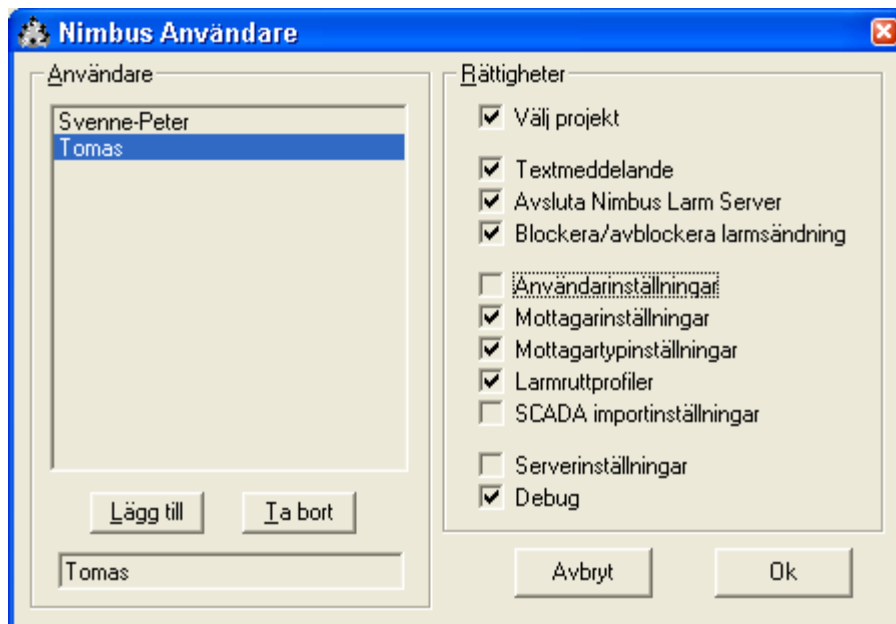 Nimbus Användare
Användare
Svenne-Peter
Tomas
Lägg till
Ta bort
Tomas
Rättigheter
Välj projekt
Textmeddelande
Avsluta Nimbus Larm Server
Blockera/avblockera larmsändning
Användarinställningar
Mottagarinställningar
Mottagartypinställningar
Larmruttprofiler
SCADA importinställningar
Serverinställningar
Debug
Avbryt
Ok